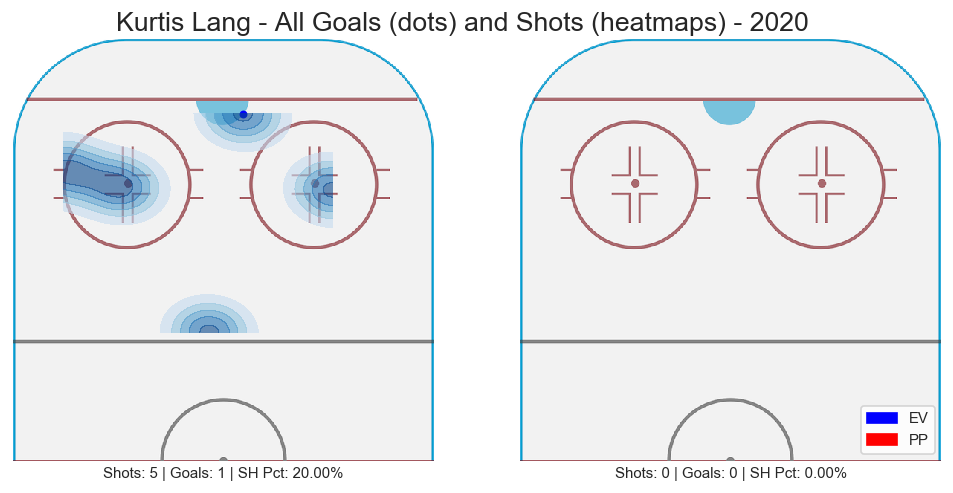 Kurtis Lang - All Goals (dots) and Shots (heatmaps) - 2020
EV
PP
Shots: 5 | Goals: 1 | SH Pct: 20.00%
Shots: 0 | Goals: 0 | SH Pct: 0.00%